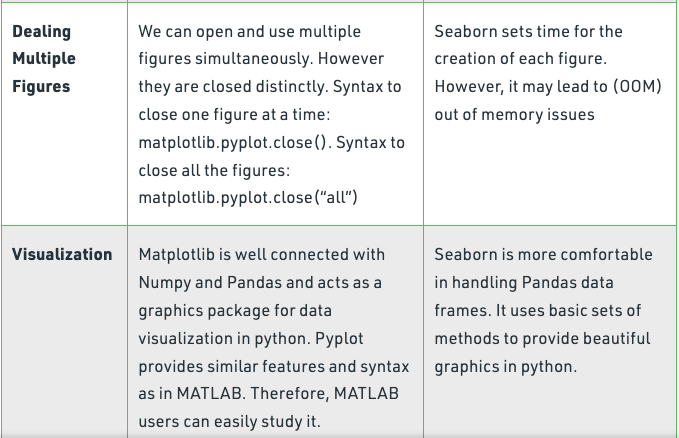 Dealing
Multiple
Figures
We can open and use multiple
figures simultaneously. However
they are closed distinctly. Syntax to
close one figure at a time:
matplotlib.pyplot.close(). Syntax to
close all the figures:
matplotlib.pyplot.close(“all”)
Seaborn sets time for the
creation of each figure.
However, it may lead to (OOM)
out of memory issues
Visualization
Matplotlib is well connected with
Numpy and Pandas and acts as a
graphics package for data
visualization in python. Pyplot
provides similar features and syntax
as in MATLAB. Therefore, MATLAB
users can easily study it.
Seaborn is more comfortable
in handling Pandas data
frames. It uses basic sets of
methods to provide beautiful
graphics in python.